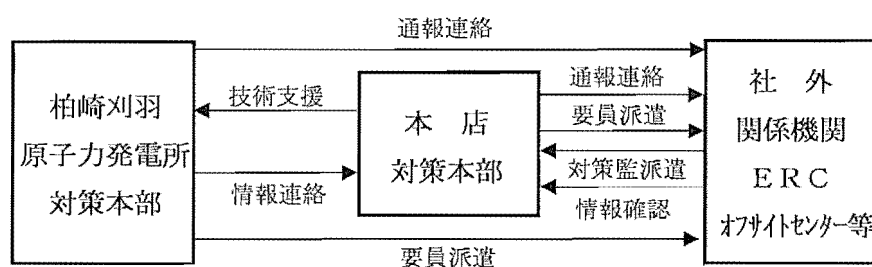 通報連絡
柏崎刈羽
原子力発電所
対策本部
技術支援
情報連絡
本　店
対策本部
通報連絡
要員派遣
対策監派遣
情報確認
社　外
関係機関
ＥＲＣ
ｵﾌｻｲﾄｾﾝﾀｰ等
要員派遣